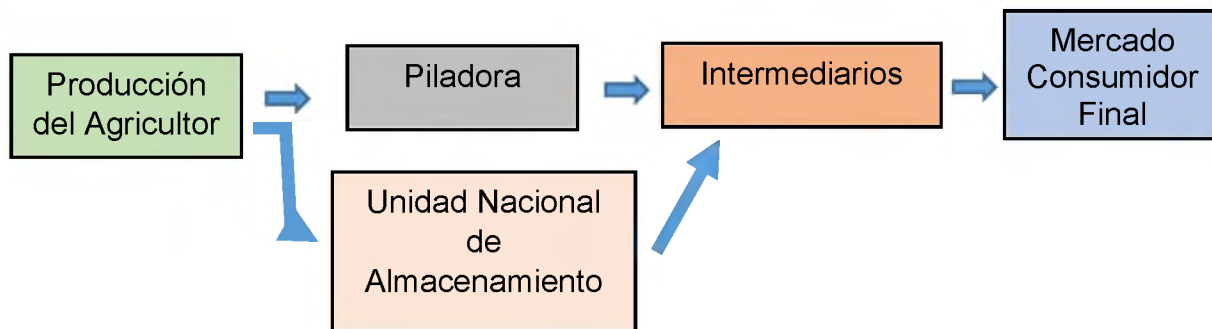 Producción
del Agricultor
Piladora
Intermediarios
Mercado
Consumidor
Final
Unidad Nacional
de
Almacenamiento